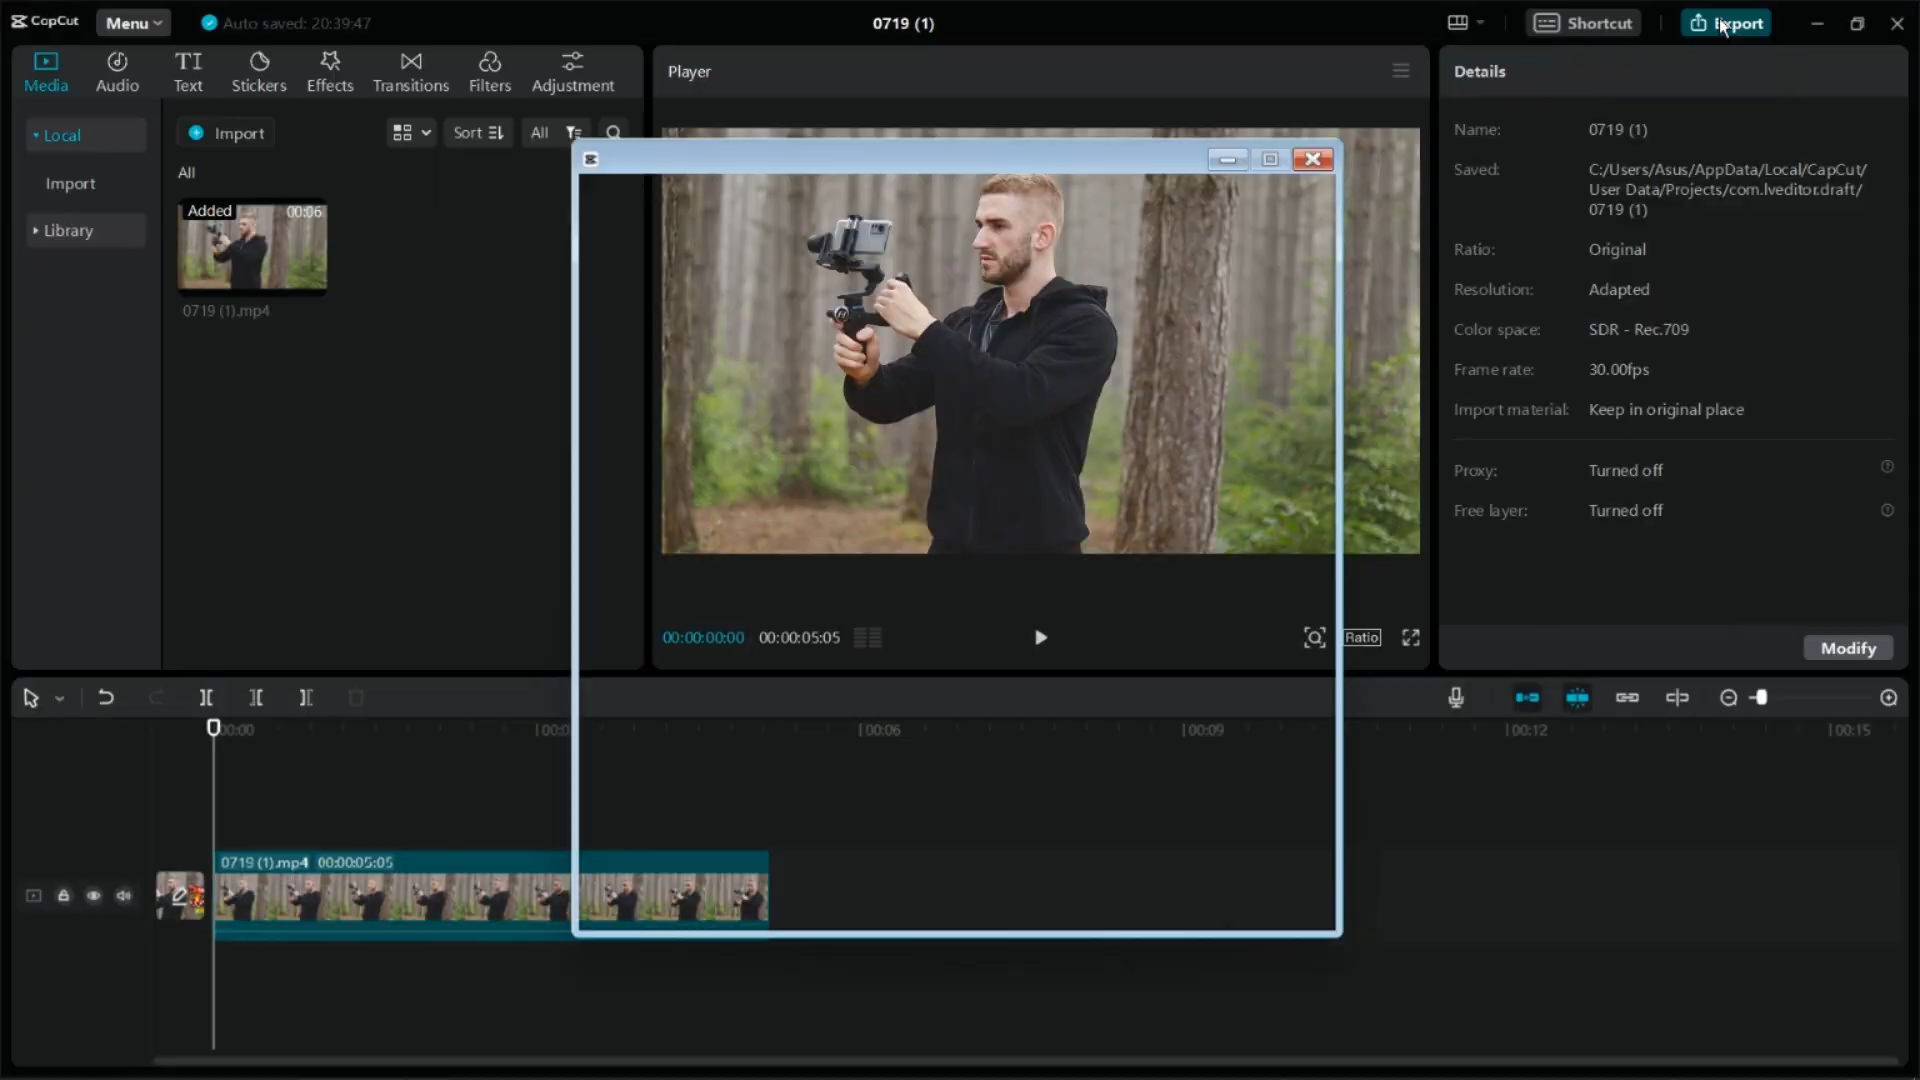 CapCut
Menu
Auto saved: 20:39:47
0719 (1)
Shortcut
Export
Media
Audio
Text
Stickers
Effects
Transitions
Filters
Adjustment
Local
Import
Library
Import
Sort
All
All
Added
00:06
0719 (1).mp4
Player
00:00:00:00
00:00:05:05
Ratio
Details
Name:
0719 (1)
Saved:
C:/Users/Asus/AppData/Local/CapCut/
User Data/Projects/com.lveditor.draft/
0719 (1)
Ratio:
Original
Resolution:
Adapted
Color space:
SDR - Rec.709
Frame rate:
30.00fps
Import material:
Keep in original place
Proxy:
Turned off
Free layer:
Turned off
Modify
00:00
00:06
00:09
00:12
00:15
0719 (1).mp4 00:00:05:05